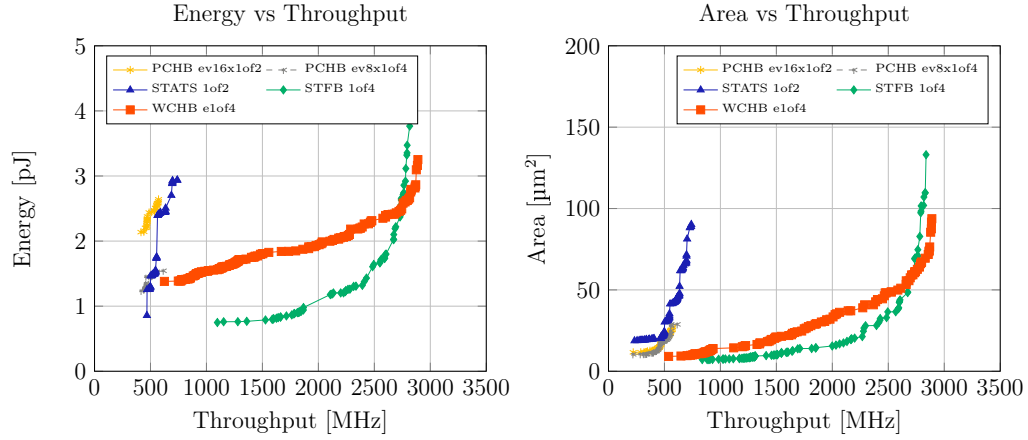 Energy vs Throughput
5
4
3
2
1
0
0 500 1000 1500 2000 2500 3000 3500
Energy [pJ]
Throughput [MHz]
PCHB ev16x1of2 PCHB ev8x1of4
STATS 1of2 STFB 1of4
WCHB e1of4
Area vs Throughput
200
150
100
50
0
0 500 1000 1500 2000 2500 3000 3500
Area [µm²]
Throughput [MHz]
PCHB ev16x1of2 PCHB ev8x1of4
STATS 1of2 STFB 1of4
WCHB e1of4